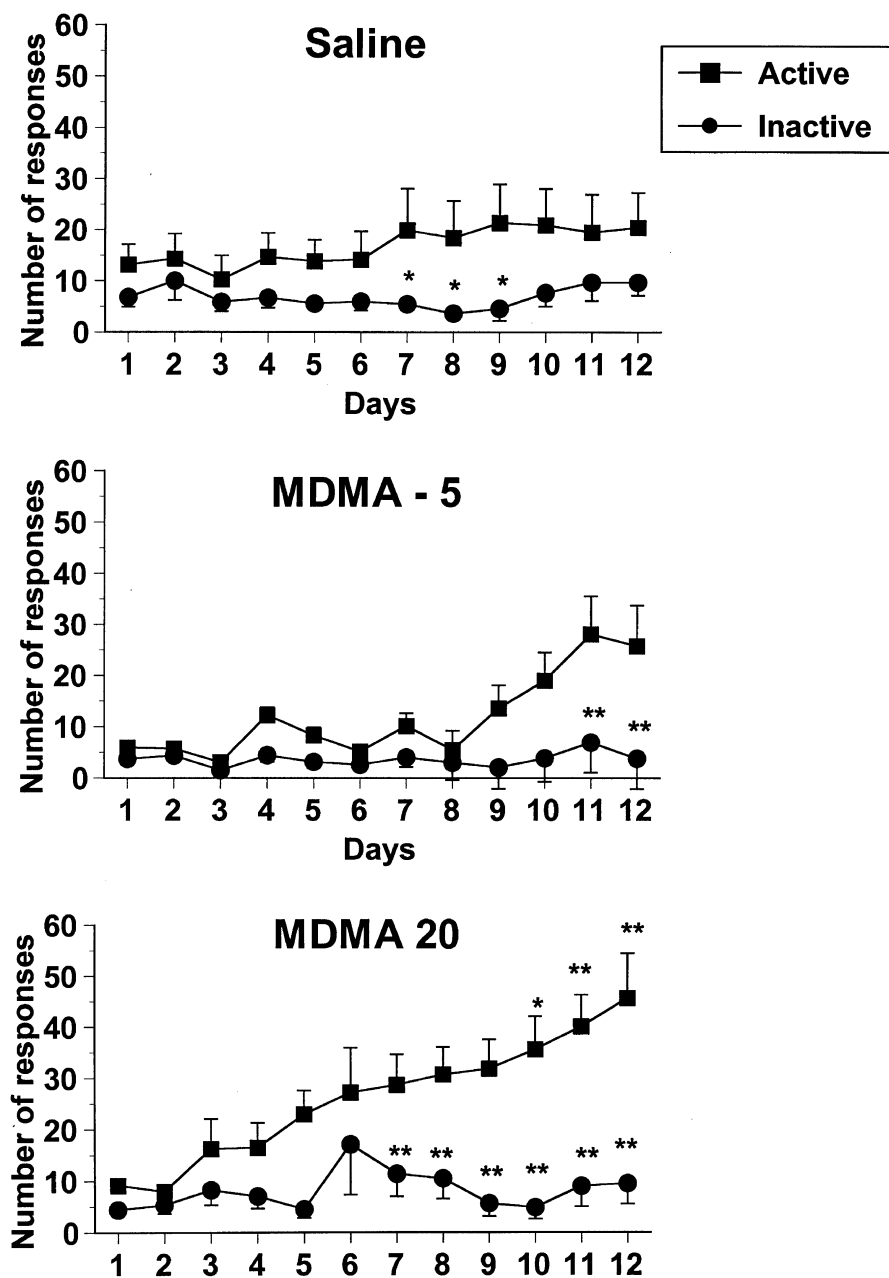 Saline
Active
Inactive
Number of responses
60
50
40
30
20
10
0
* * *
1 2 3 4 5 6 7 8 9 10 11 12
Days
MDMA - 5
Number of responses
60
50
40
30
20
10
0
** **
1 2 3 4 5 6 7 8 9 10 11 12
Days
MDMA 20
Number of responses
60
50
40
30
20
10
0
* ** **
** ** ** ** ** **
1 2 3 4 5 6 7 8 9 10 11 12